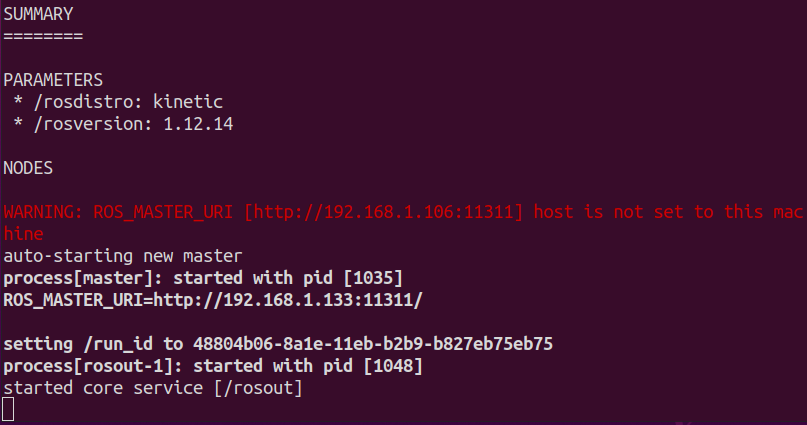 SUMMARY
========
PARAMETERS
 * /rosdistro: kinetic
 * /rosversion: 1.12.14
NODES
WARNING: ROS_MASTER_URI [http://192.168.1.106:11311] host is not set to this mac
hine
auto-starting new master
process[master]: started with pid [1035]
ROS_MASTER_URI=http://192.168.1.133:11311/
setting /run_id to 48804b06-8a1e-11eb-b2b9-b827eb75eb75
process[rosout-1]: started with pid [1048]
started core service [/rosout]